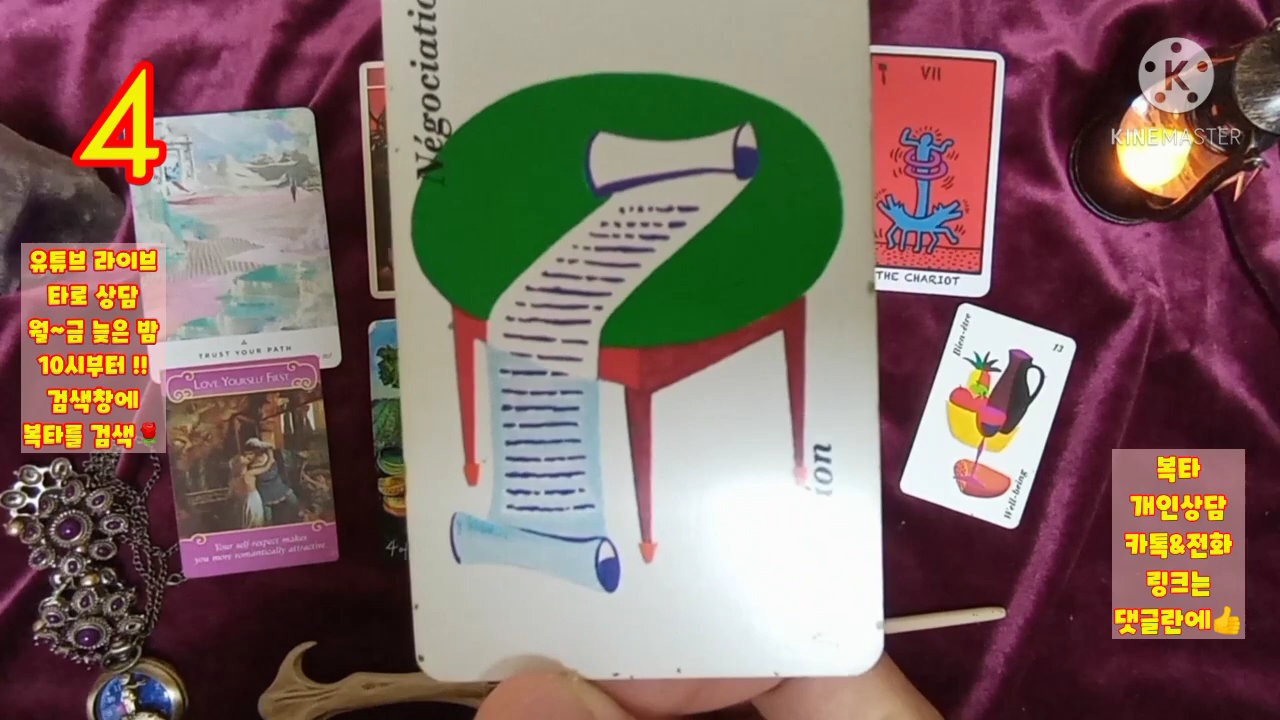 Négociatio
4
VII
K
KINEMASTER
유튜브 라이브
타로 상담
월~금 늦은 밤
10시부터 !!
검색창에
복타를 검색🌹
TRUST YOUR PATH
LOVE YOURSELF FIRST
Your self-respect makes
you more romantically attractive.
THE CHARIOT
Bien-être
13
Well-being
ion
4 of
복타
개인상담
카톡&전화
링크는
댓글란에👍